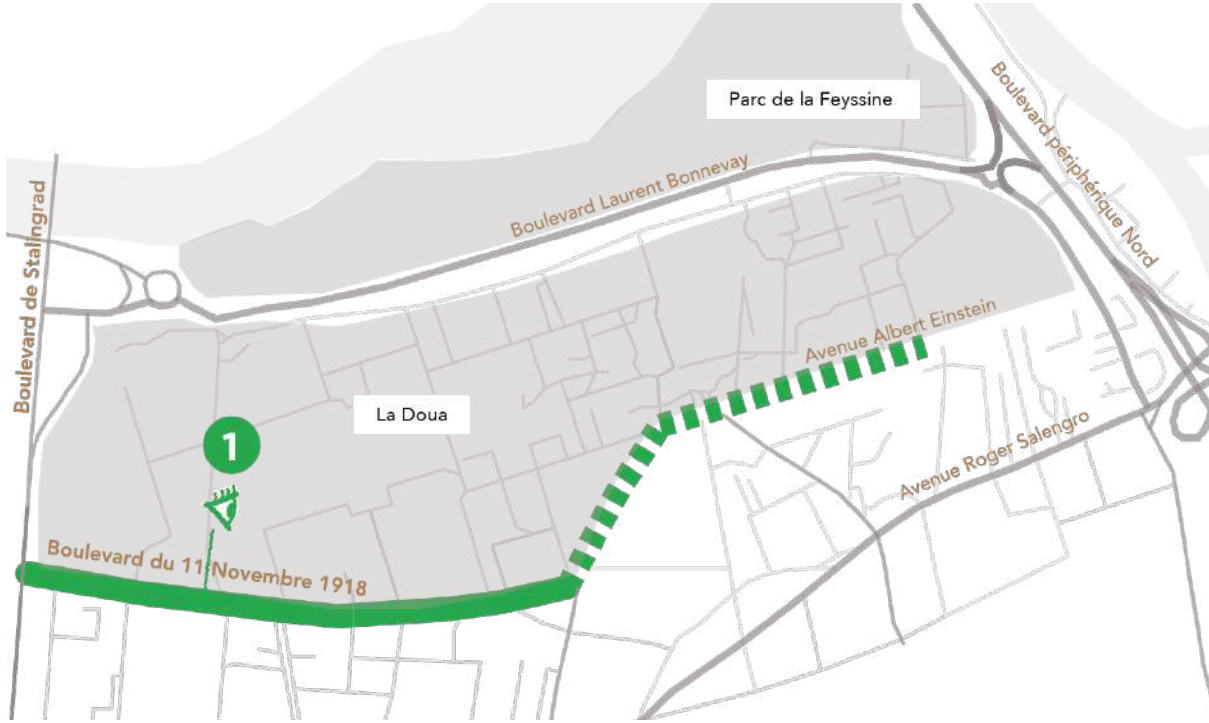 Parc de la Feyssine
Boulevard périphérique Nord
Boulevard Laurent Bonnevay
Boulevard de Stalingrad
Avenue Albert Einstein
La Doua
1
Avenue Roger Salengro
Boulevard du 11 Novembre 1918